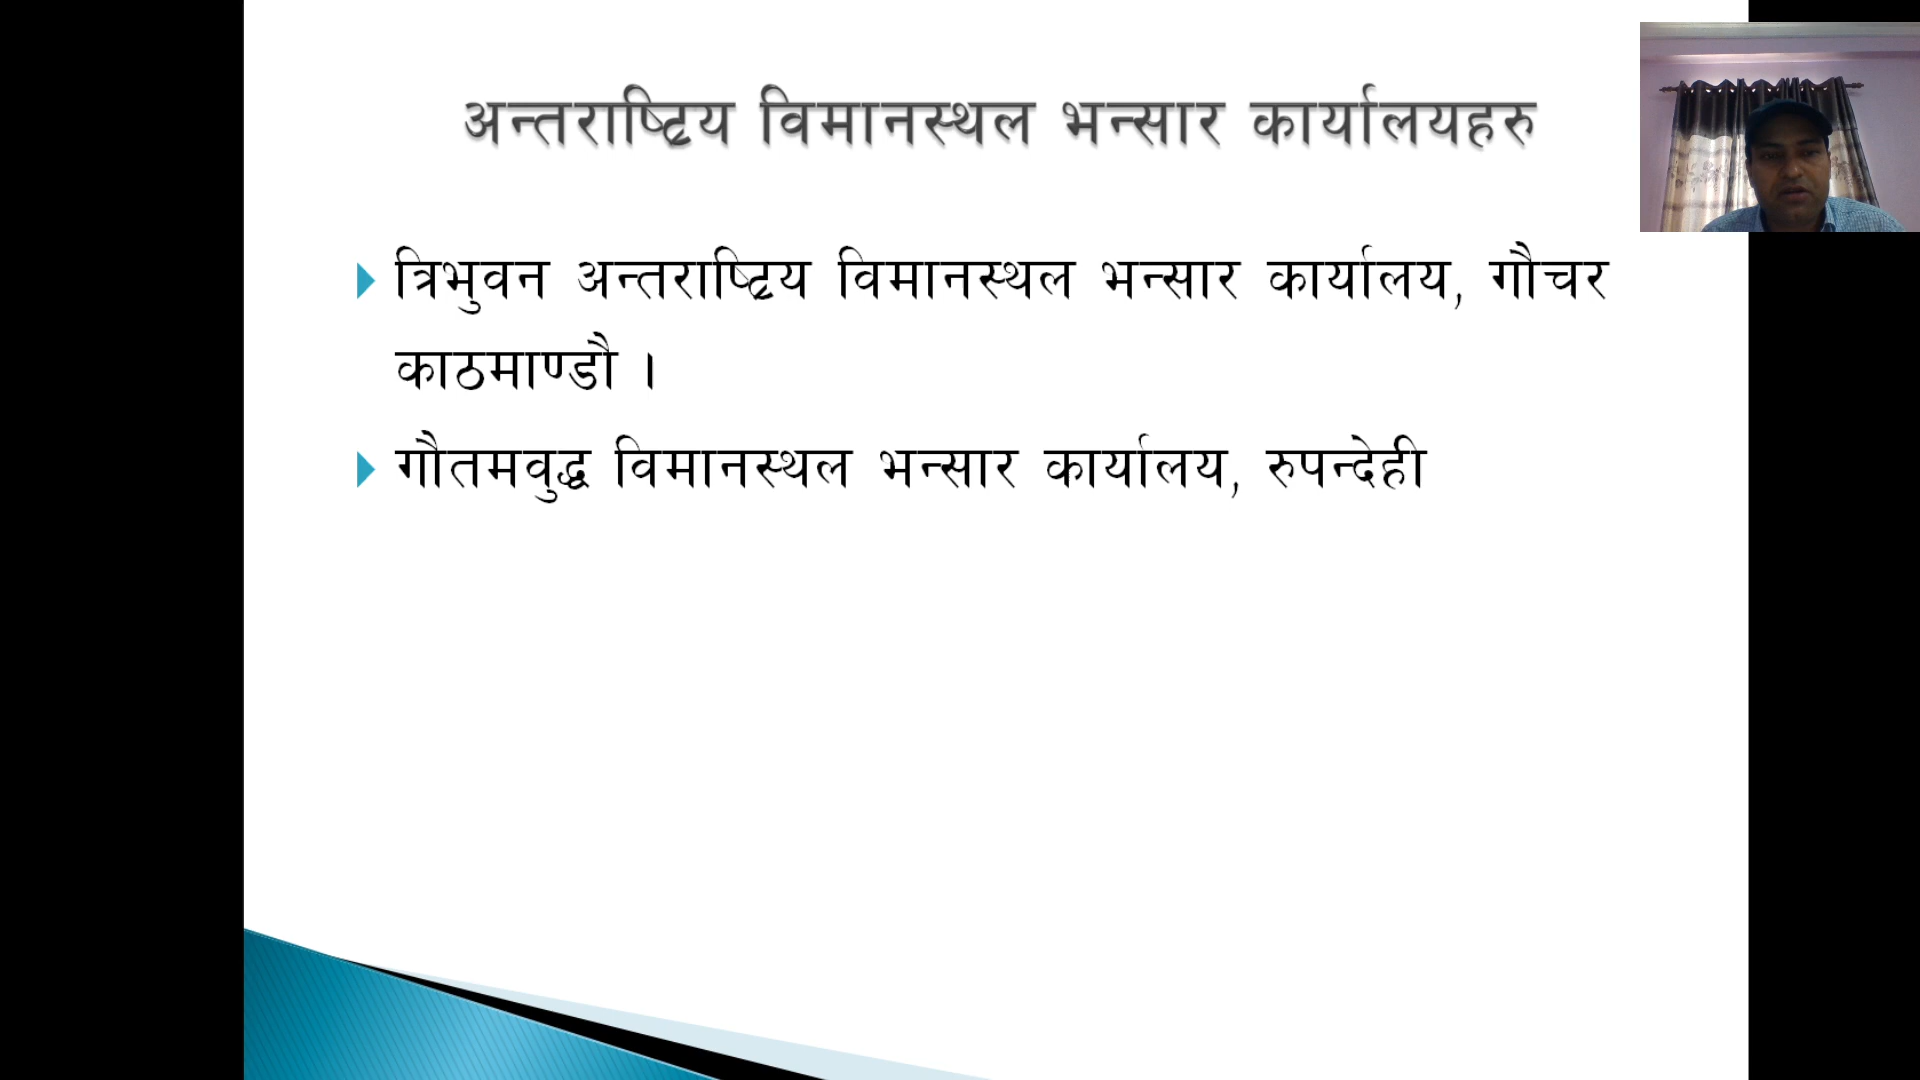 अन्तराष्ट्रिय विमानस्थल भन्सार कार्यालयहरु
त्रिभुवन अन्तराष्ट्रिय विमानस्थल भन्सार कार्यालय, गौचर
काठमाण्डौ ।
गौतमवुद्ध विमानस्थल भन्सार कार्यालय, रुपन्देही